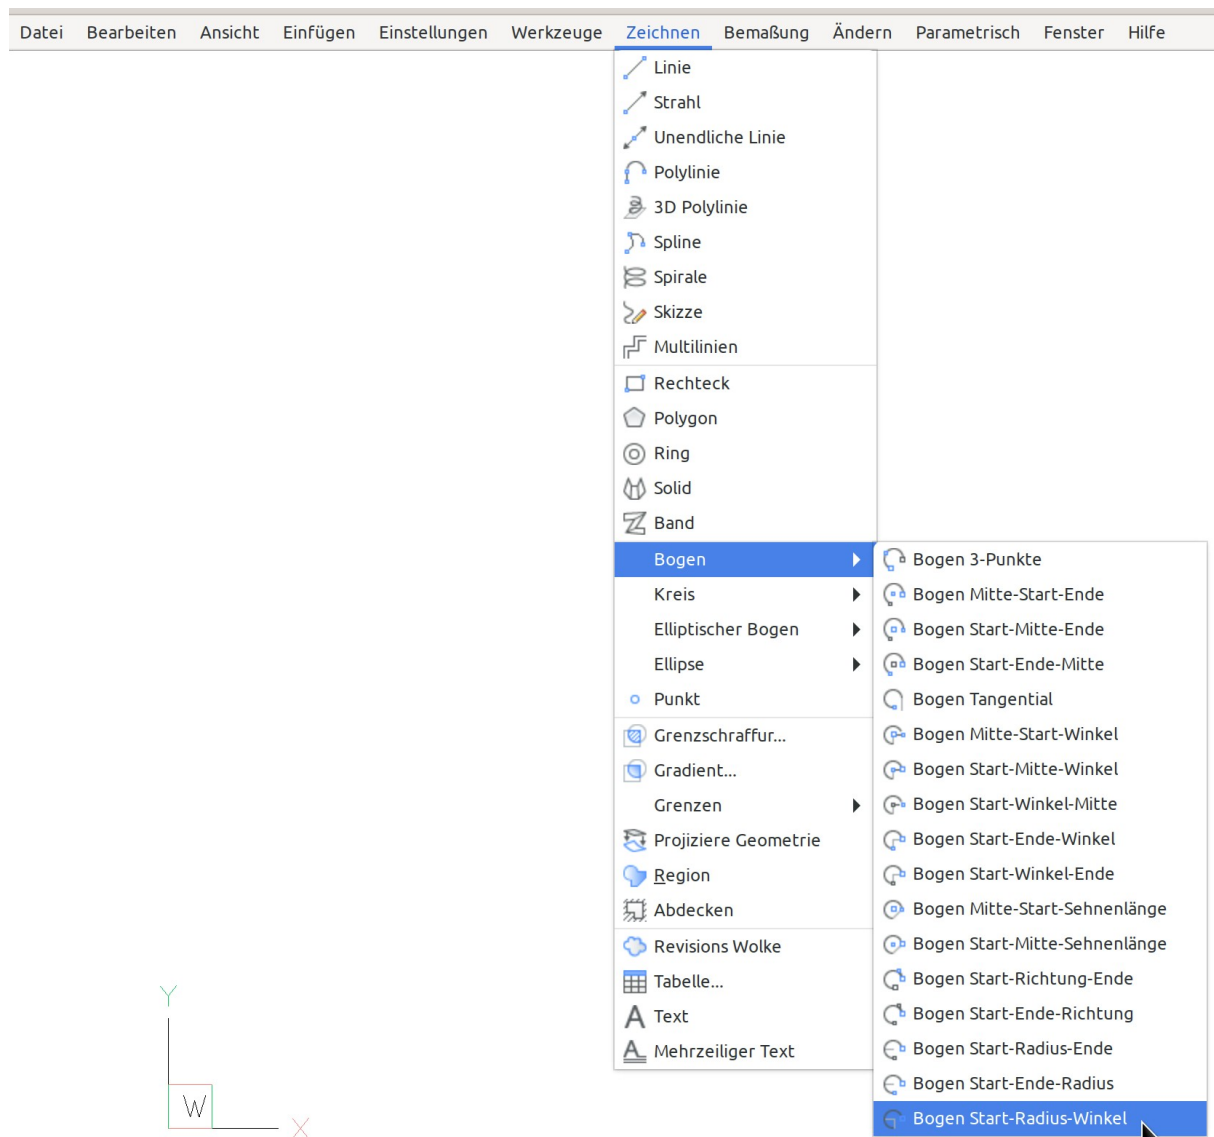 Datei Bearbeiten Ansicht Einfügen Einstellungen Werkzeuge Zeichnen Bemaßung Ändern Parametrisch Fenster Hilfe
Linie
Strahl
Unendliche Linie
Polylinie
3D Polylinie
Spline
Spirale
Skizze
Multilinien
Rechteck
Polygon
Ring
Solid
Band
Bogen
Kreis
Elliptischer Bogen
Ellipse
Punkt
Grenzschraffur...
Gradient...
Grenzen
Projiziere Geometrie
Region
Abdecken
Revisions Wolke
Tabelle...
Text
Mehrzeiliger Text
Bogen 3-Punkte
Bogen Mitte-Start-Ende
Bogen Start-Mitte-Ende
Bogen Start-Ende-Mitte
Bogen Tangential
Bogen Mitte-Start-Winkel
Bogen Start-Mitte-Winkel
Bogen Start-Winkel-Mitte
Bogen Start-Ende-Winkel
Bogen Start-Winkel-Ende
Bogen Mitte-Start-Sehnenlänge
Bogen Start-Mitte-Sehnenlänge
Bogen Start-Richtung-Ende
Bogen Start-Ende-Richtung
Bogen Start-Radius-Ende
Bogen Start-Ende-Radius
Bogen Start-Radius-Winkel
Y
W
X